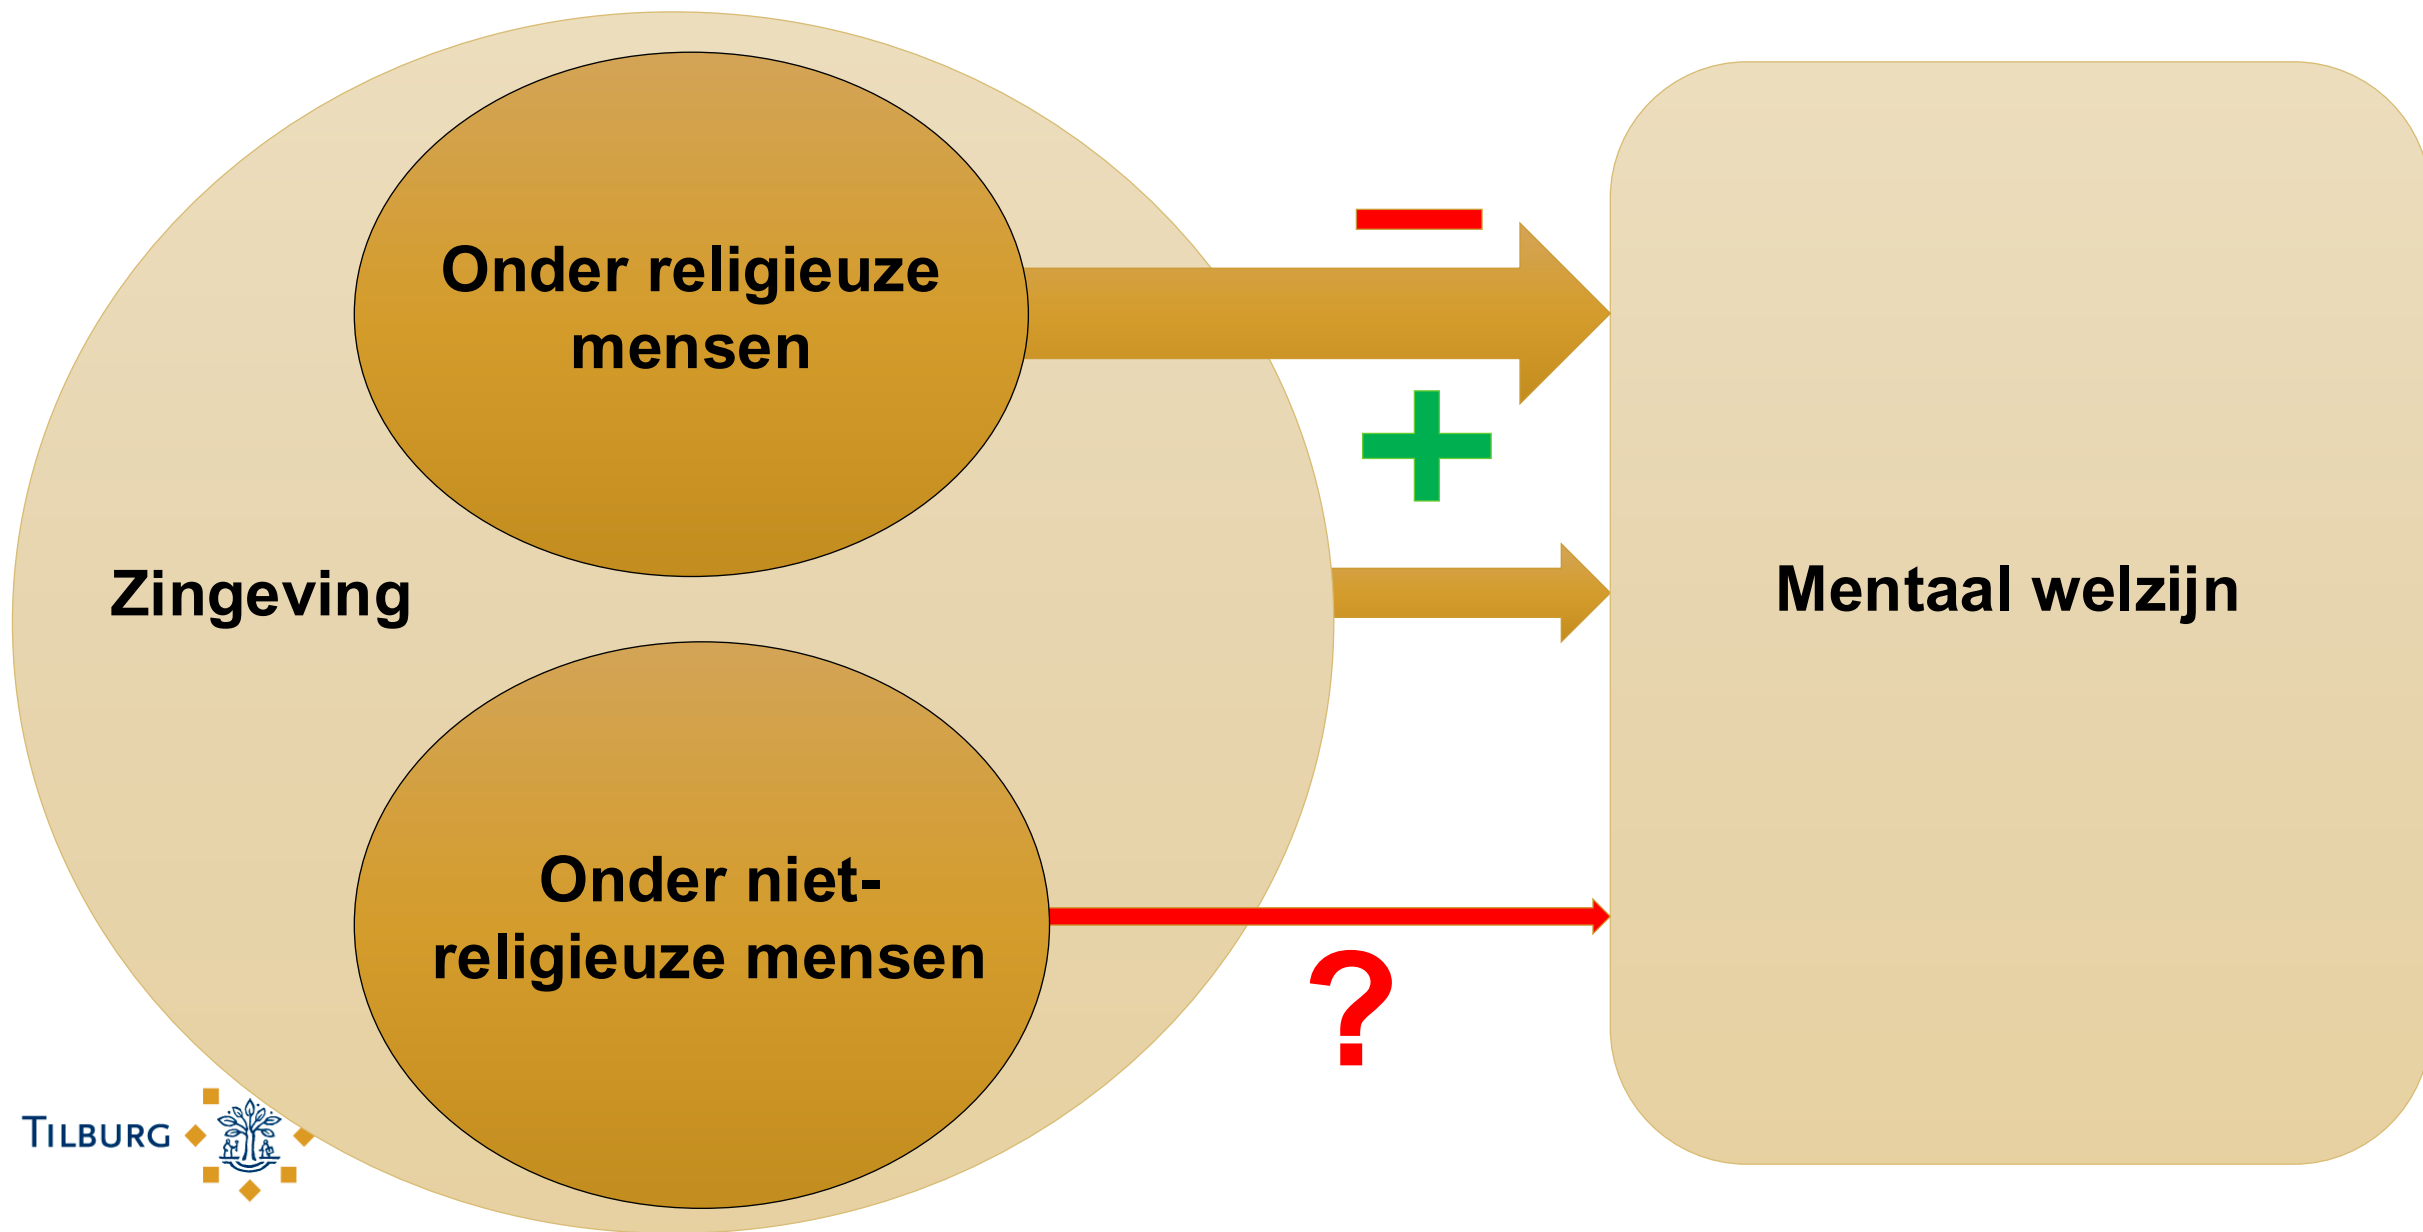 Onder religieuze
mensen
Zingeving
Mentaal welzijn
Onder niet-
religieuze mensen
?
TILBURG